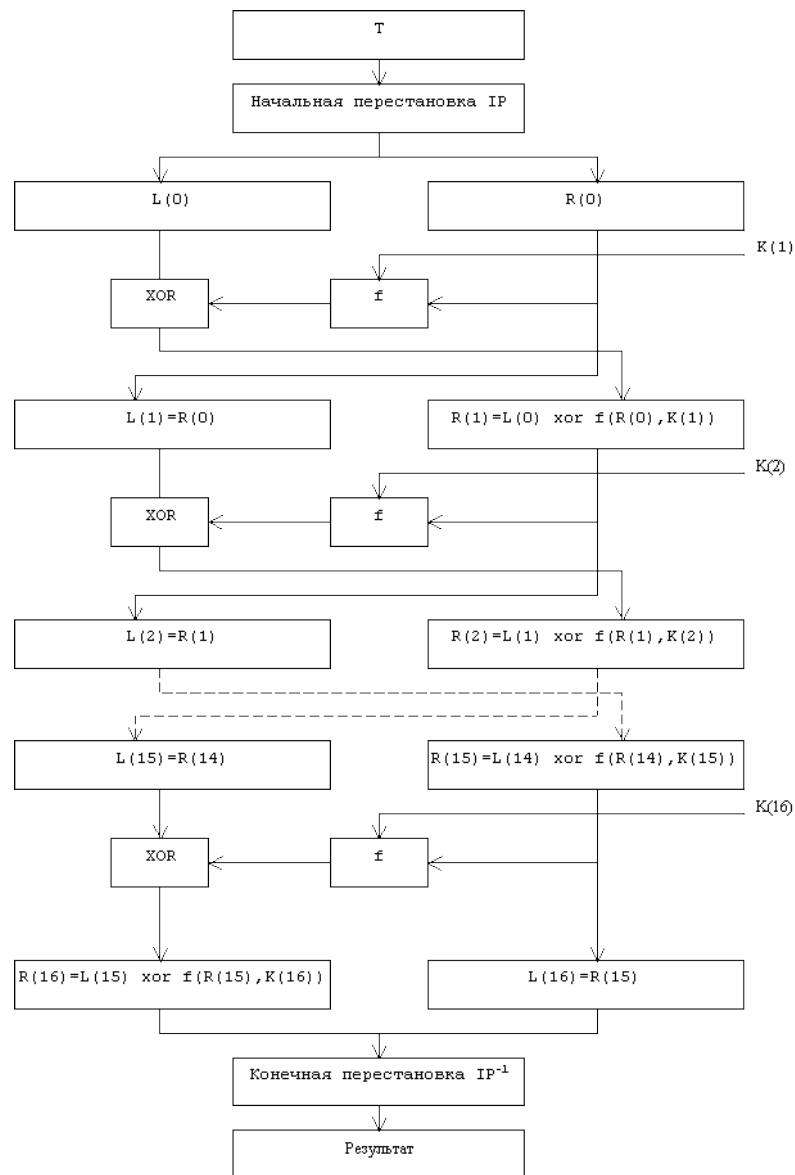 T
Начальная перестановка IP
L(0)
R(0)
K(1)
XOR
f
L(1)=R(0)
R(1)=L(0) xor f(R(0),K(1))
K(2)
XOR
f
L(2)=R(1)
R(2)=L(1) xor f(R(1),K(2))
L(15)=R(14)
R(15)=L(14) xor f(R(14),K(15))
K(16)
XOR
f
R(16)=L(15) xor f(R(15),K(16))
L(16)=R(15)
Конечная перестановка IP⁻¹
Результат